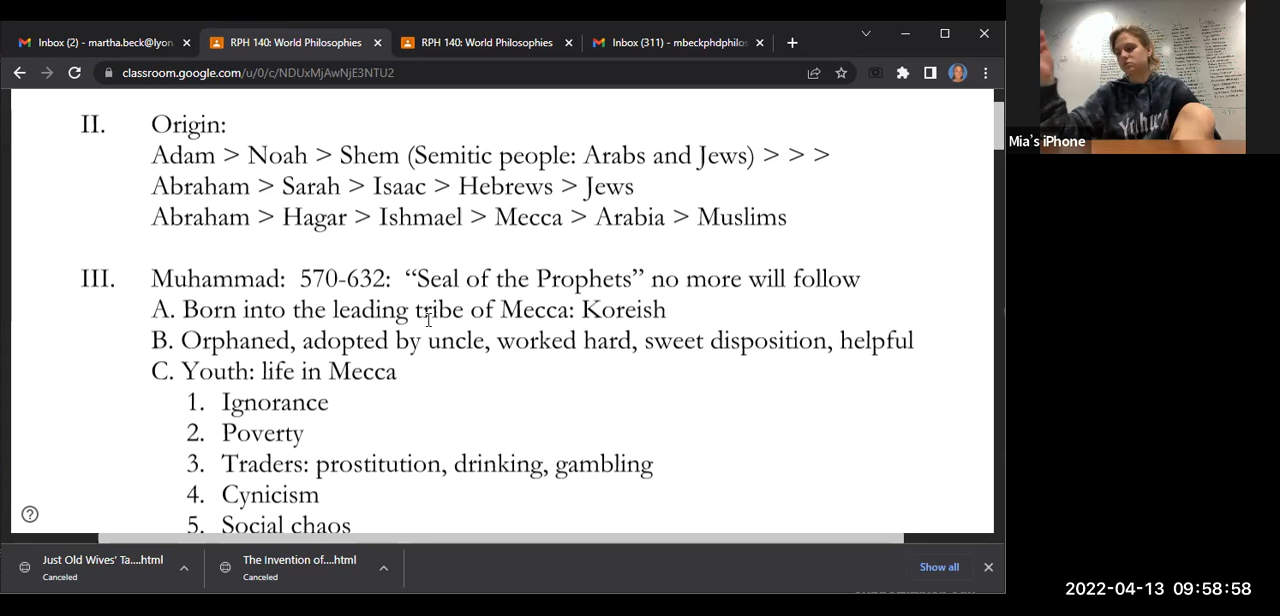 Inbox (2) - martha.beck@lyon
RPH 140: World Philosophies
RPH 140: World Philosophies
Inbox (311) - mbeckphdphilos
classroom.google.com/u/0/c/NDUxMjAwNjE3NTU2
Mia's iPhone
II. Origin:
Adam > Noah > Shem (Semitic people: Arabs and Jews) > > >
Abraham > Sarah > Isaac > Hebrews > Jews
Abraham > Hagar > Ishmael > Mecca > Arabia > Muslims
III. Muhammad: 570-632: “Seal of the Prophets” no more will follow
A. Born into the leading tribe of Mecca: Koreish
B. Orphaned, adopted by uncle, worked hard, sweet disposition, helpful
C. Youth: life in Mecca
1. Ignorance
2. Poverty
3. Traders: prostitution, drinking, gambling
4. Cynicism
5. Social chaos
Just Old Wives' Ta....html
Canceled
The Invention of....html
Canceled
Show all
2022-04-13 09:58:58